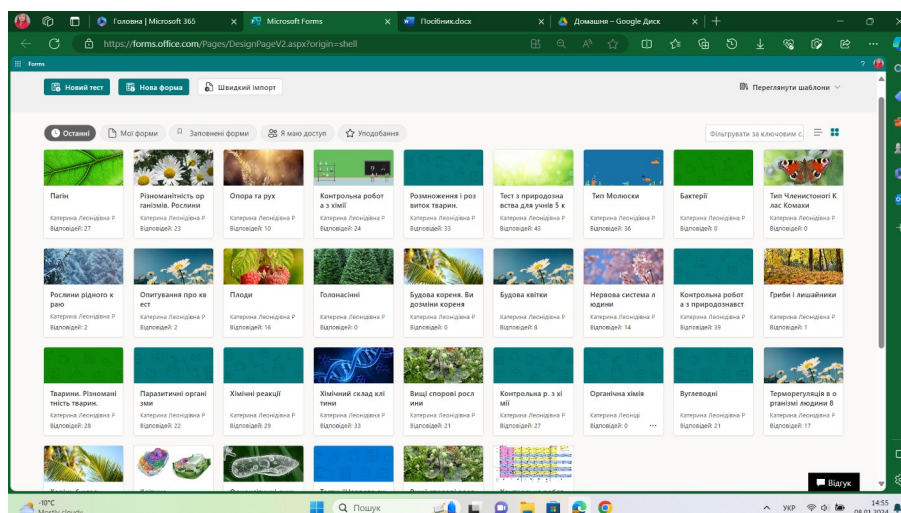 Головна | Microsoft 365
Microsoft Forms
Посібник.docx
Домашня – Google Диск
https://forms.office.com/Pages/DesignPageV2.aspx?origin=shell
Forms
?
Новий тест
Нова форма
Швидкий імпорт
Переглянути шаблони
Останні
Мої форми
Заповнені форми
Я маю доступ
Уподобання
Фільтрувати за ключовим с
Пагін
Катерина Леонідівна Р
Відповідей: 27
Різноманітність ор
ганізмів. Рослини
Катерина Леонідівна Р
Відповідей: 23
Опора та рух
Катерина Леонідівна Р
Відповідей: 10
Контрольна робот
а з хімії
Катерина Леонідівна Р
Відповідей: 24
Розмноження і роз
виток тварин.
Катерина Леонідівна Р
Відповідей: 33
Тест з природозна
вства для учнів 5 к
Катерина Леонідівна Р
Відповідей: 43
Тип Молюски
Катерина Леонідівна Р
Відповідей: 36
Бактерії
Катерина Леонідівна Р
Відповідей: 0
Тип Членистоногі К
лас Комахи
Катерина Леонідівна Р
Відповідей: 0
Рослини рідного к
раю
Катерина Леонідівна Р
Відповідей: 2
Опитування про кв
ест
Катерина Леонідівна Р
Відповідей: 2
Плоди
Катерина Леонідівна Р
Відповідей: 16
Голонасінні
Катерина Леонідівна Р
Відповідей: 0
Будова кореня. Ви
дозміни кореня
Катерина Леонідівна Р
Відповідей: 0
Будова квітки
Катерина Леонідівна Р
Відповідей: 8
Нервова система л
юдини
Катерина Леонідівна Р
Відповідей: 14
Контрольна робот
а з природознавст
Катерина Леонідівна Р
Відповідей: 39
Гриби і лишайники
Катерина Леонідівна Р
Відповідей: 1
Тварини. Різномані
тність тварин.
Катерина Леонідівна Р
Відповідей: 28
Паразитичні органі
зми
Катерина Леонідівна Р
Відповідей: 22
Хімічні реакції
Катерина Леонідівна Р
Відповідей: 29
Хімічний склад клі
тини
Катерина Леонідівна Р
Відповідей: 33
Вищі спорові росл
ини
Катерина Леонідівна Р
Відповідей: 21
Контрольна р. з хі
мії
Катерина Леонідівна Р
Відповідей: 27
Органічна хімія
Катерина Леоніді
Відповідей: 0
Вуглеводні
Катерина Леонідівна Р
Відповідей: 21
Терморегуляція в о
рганізмі людини 8
Катерина Леонідівна Р
Відповідей: 17
Відгук
-10°C
Mostly cloudy
Пошук
УКР
14:55
08.01.2024